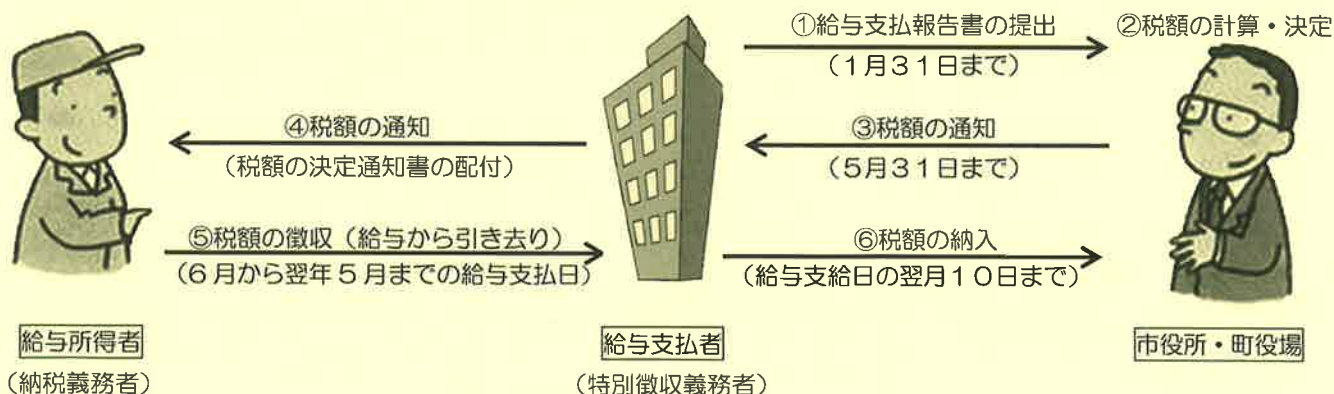 ①給与支払報告書の提出
(1月31日まで)
②税額の計算・決定
④税額の通知
(税額の決定通知書の配付)
③税額の通知
(5月31日まで)
⑤税額の徴収(給与から引き去り)
(6月から翌年5月までの給与支払日)
⑥税額の納入
(給与支給日の翌月10日まで)
給与所得者
(納税義務者)
給与支払者
(特別徴収義務者)
市役所・町役場